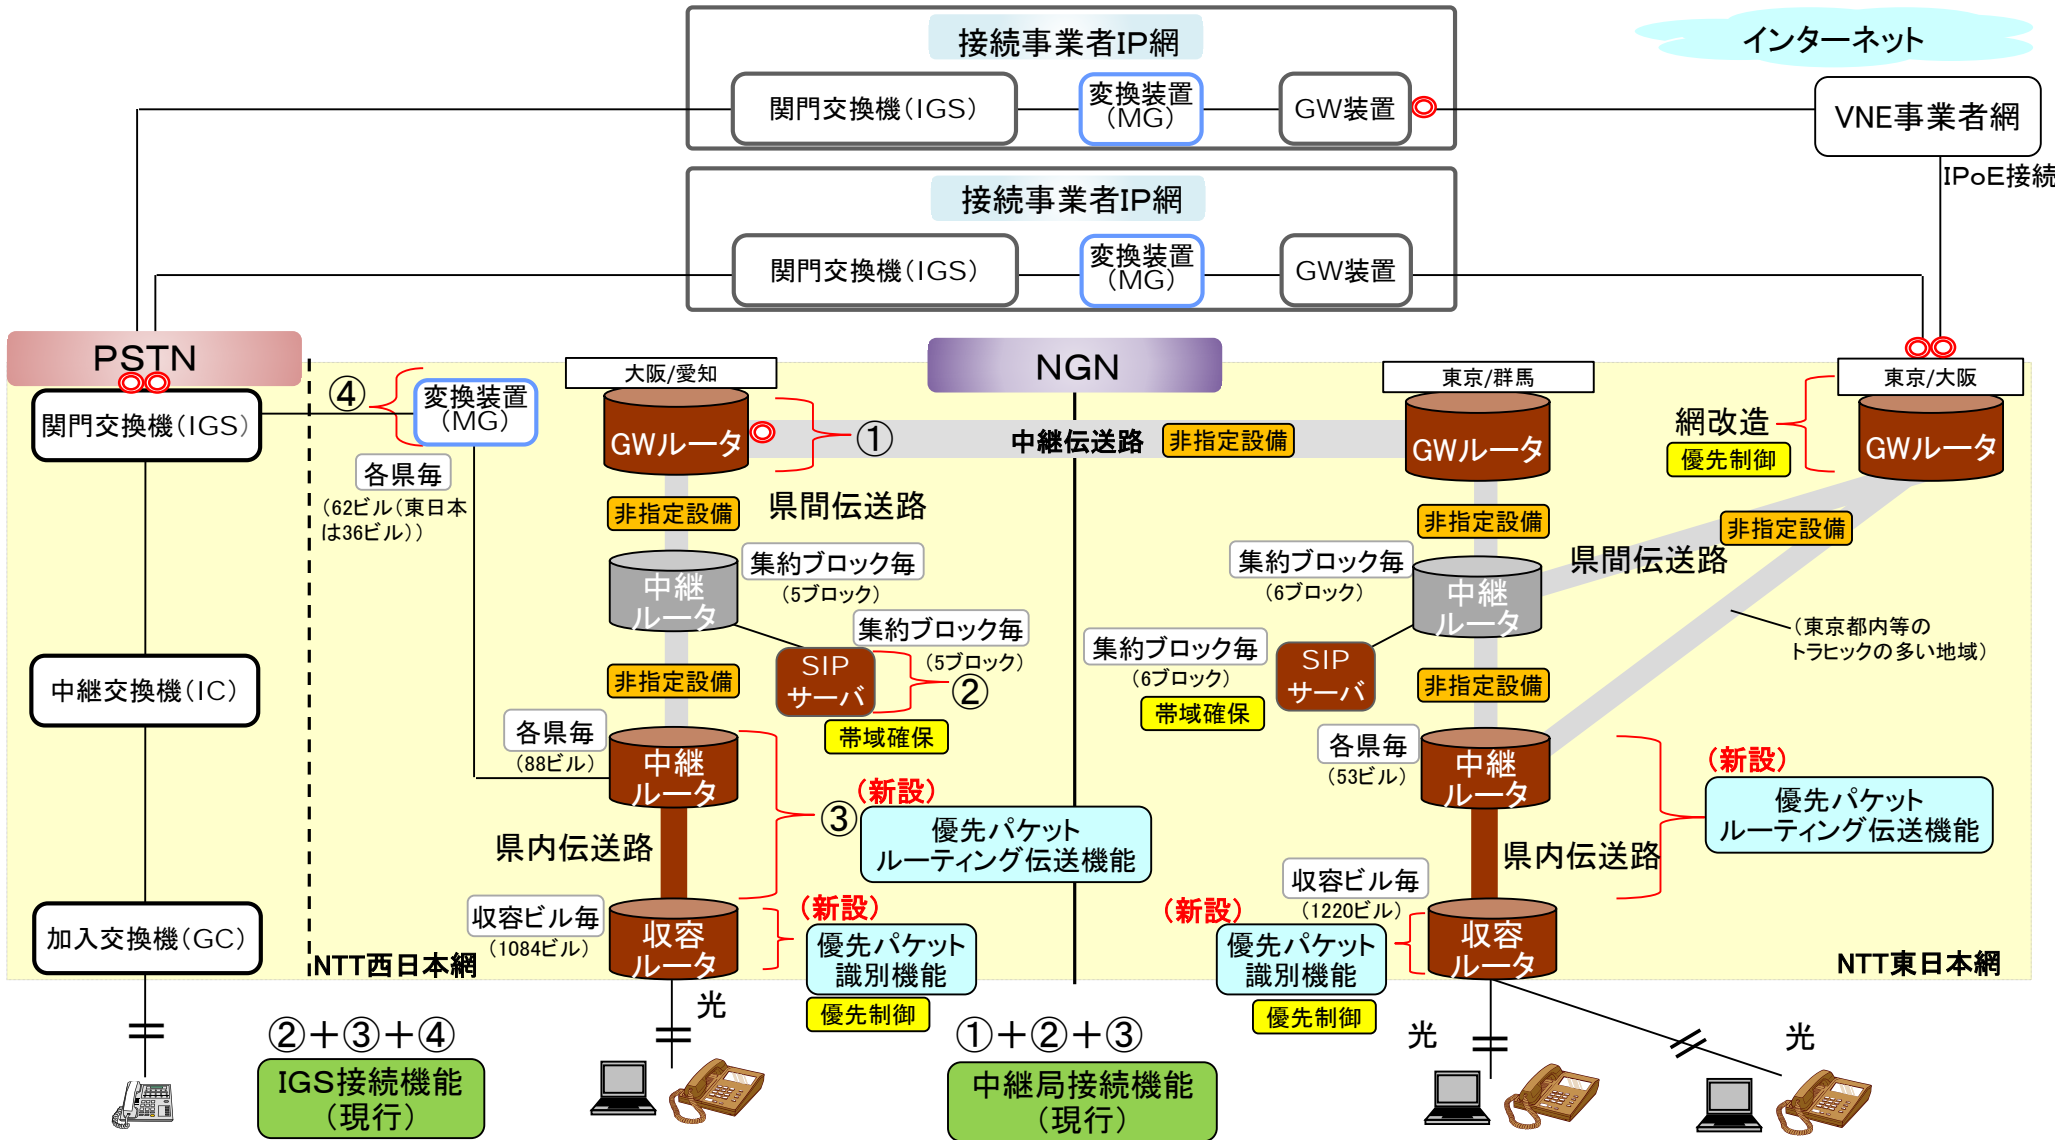 接続事業者IP網
インターネット
関門交換機(IGS)
変換装置
(MG)
GW装置
VNE事業者網
IPoE接続
接続事業者IP網
関門交換機(IGS)
変換装置
(MG)
GW装置
PSTN
NGN
大阪/愛知
東京/群馬
東京/大阪
関門交換機(IGS)
④
変換装置
(MG)
GWルータ
①
中継伝送路
非指定設備
GWルータ
網改造
優先制御
GWルータ
各県毎
(62ビル(東日本
は36ビル))
非指定設備
県間伝送路
非指定設備
非指定設備
県間伝送路
中継
ルータ
集約ブロック毎
(5ブロック)
集約ブロック毎
(6ブロック)
中継
ルータ
集約ブロック毎
(5ブロック)
SIP
サーバ
②
帯域確保
集約ブロック毎
(6ブロック)
帯域確保
SIP
サーバ
(東京都内等の
トラヒックの多い地域)
中継交換機(IC)
非指定設備
非指定設備
各県毎
(88ビル)
中継
ルータ
各県毎
(53ビル)
中継
ルータ
③
(新設)
優先パケット
ルーティング伝送機能
(新設)
優先パケット
ルーティング伝送機能
県内伝送路
県内伝送路
加入交換機(GC)
収容ビル毎
(1084ビル)
収容
ルータ
(新設)
優先パケット
識別機能
優先制御
収容ビル毎
(1220ビル)
(新設)
優先パケット
識別機能
優先制御
収容
ルータ
NTT西日本網
NTT東日本網
光
光
光
②+③+④
IGS接続機能
(現行)
①+②+③
中継局接続機能
(現行)